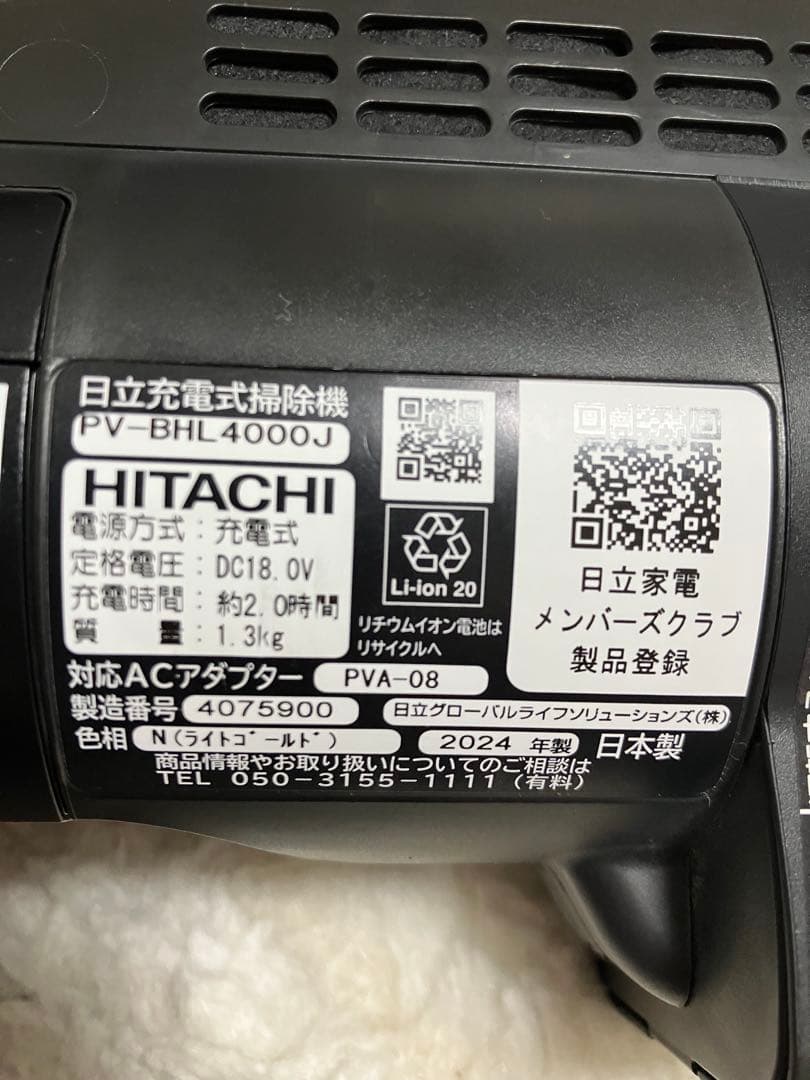 日立充電式掃除機
PV-BHL4000J
HITACHI
電源方式：充電式
定格電圧：DC18.0V
充電時間：約2.0時間
質　　量：1.3kg
Li-ion 20
リチウムイオン電池は
リサイクルへ
日立家電
メンバーズクラブ
製品登録
対応ACアダプター PVA-08
製造番号 4075900 日立グローバルライフソリューションズ(株)
色相 N(ライトゴールド) 2024 年製 日本製
商品情報やお取り扱いについてのご相談は
TEL 050-3155-1111(有料)